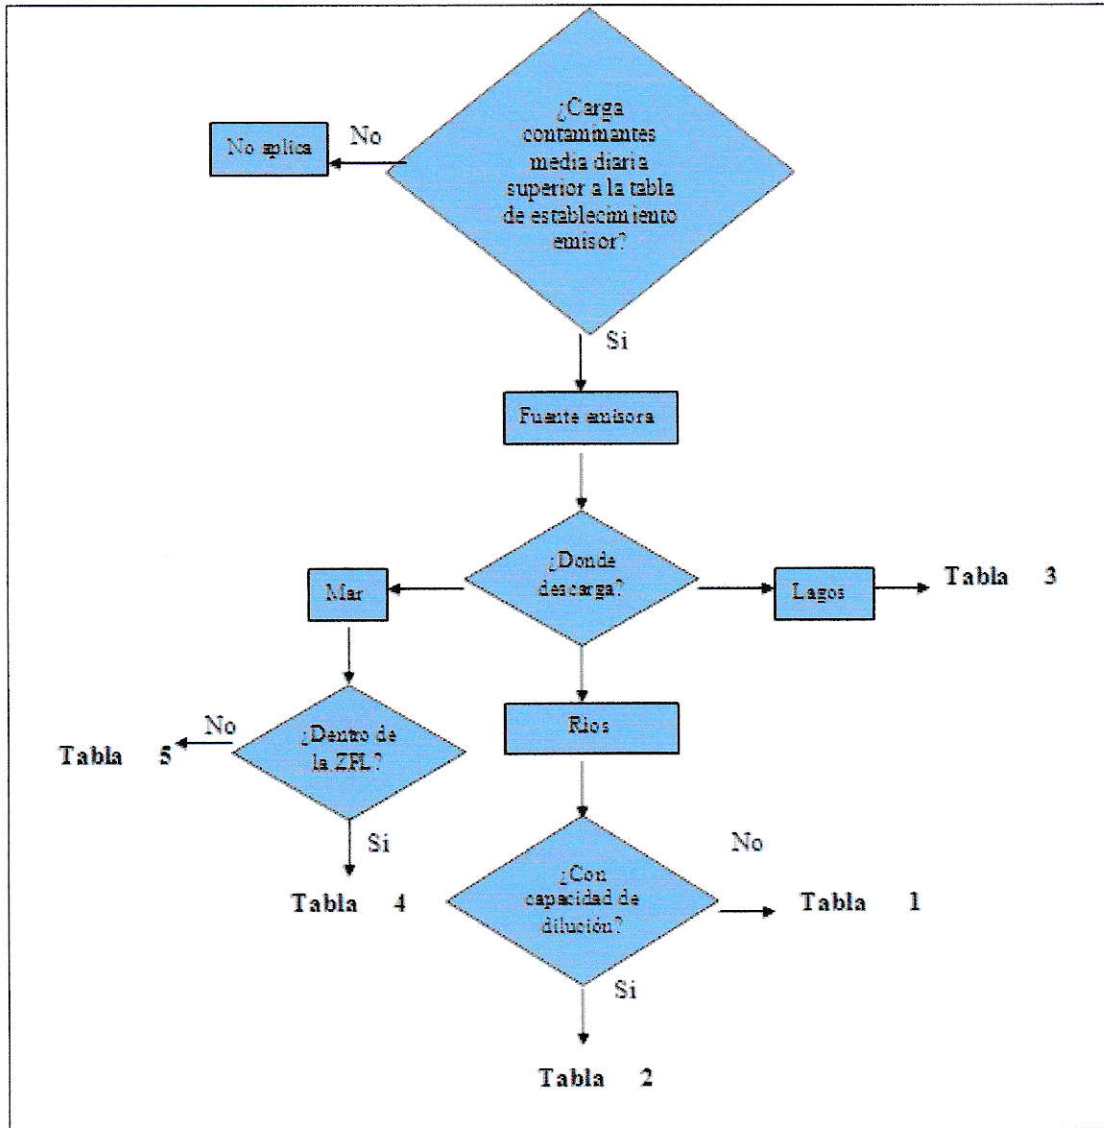 ¿Carga
contaminantes
media diaria
superior a la tabla
de establecimiento
emisor?
No aplica
No
Si
Fuente emisora
¿Donde
descarga?
Mar
Lagos
Tabla 3
Rios
¿Dentro de
la ZPL?
No
Tabla 5
Si
Tabla 4
¿Con
capacidad de
dilución?
No
Tabla 1
Si
Tabla 2